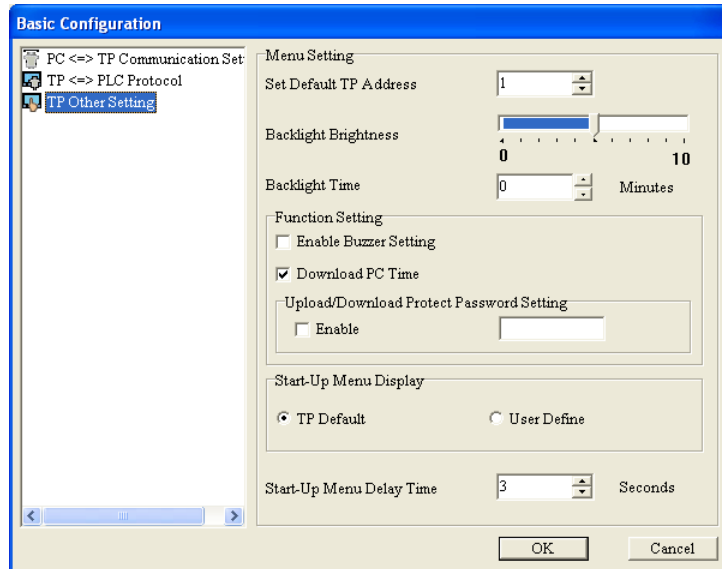 Basic Configuration
PC <=> TP Communication Set
TP <=> PLC Protocol
TP Other Setting
Menu Setting
Set Default TP Address 1
Backlight Brightness
0 10
Backlight Time 0 Minutes
Function Setting
Enable Buzzer Setting
Download PC Time
Upload/Download Protect Password Setting
Enable
Start-Up Menu Display
TP Default User Define
Start-Up Menu Delay Time 3 Seconds
OK Cancel